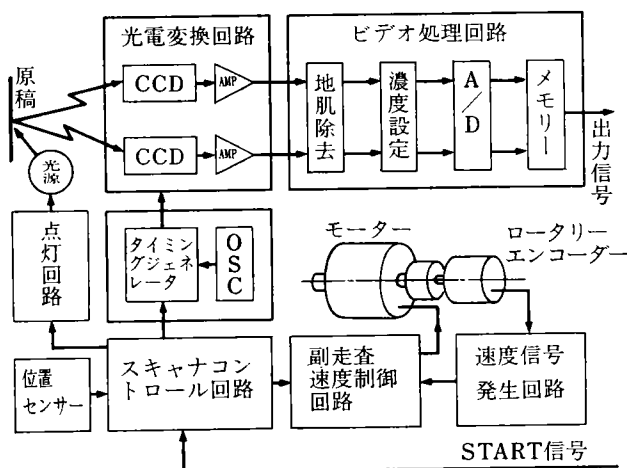 光電変換回路
ビデオ処理回路
原稿
CCD
AMP
CCD
AMP
地肌除去
濃度設定
A/D
メモリー
出力信号
光源
点灯回路
タイミン
グジェネ
レータ
OSC
モーター
ロータリー
エンコーダー
位置
センサー
スキャナコン
トロール回路
副走査
速度制御
回路
速度信号
発生回路
START信号